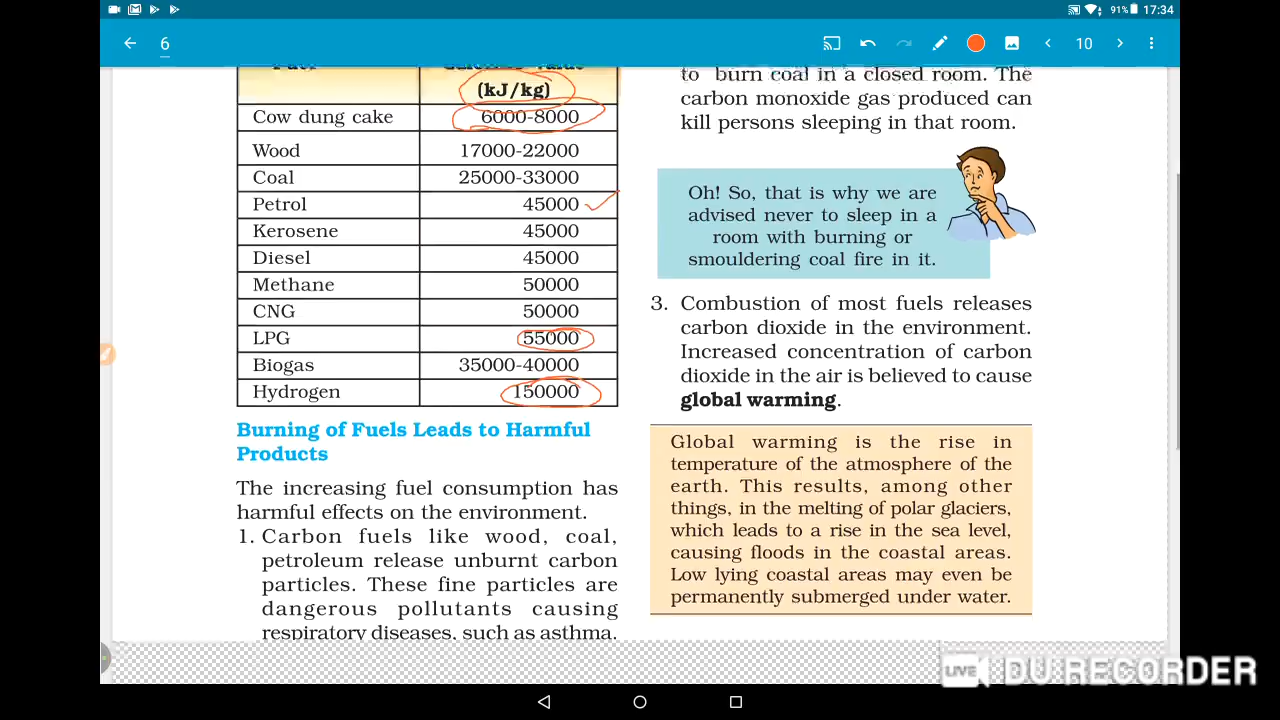 91% 17:34
6
10
(kJ/kg)
Cow dung cake 6000-8000
Wood 17000-22000
Coal 25000-33000
Petrol 45000
Kerosene 45000
Diesel 45000
Methane 50000
CNG 50000
LPG 55000
Biogas 35000-40000
Hydrogen 150000
Burning of Fuels Leads to Harmful
Products
The increasing fuel consumption has
harmful effects on the environment.
1. Carbon fuels like wood, coal,
petroleum release unburnt carbon
particles. These fine particles are
dangerous pollutants causing
respiratory diseases, such as asthma.
to burn coal in a closed room. The
carbon monoxide gas produced can
kill persons sleeping in that room.
Oh! So, that is why we are
advised never to sleep in a
room with burning or
smouldering coal fire in it.
3. Combustion of most fuels releases
carbon dioxide in the environment.
Increased concentration of carbon
dioxide in the air is believed to cause
global warming.
Global warming is the rise in
temperature of the atmosphere of the
earth. This results, among other
things, in the melting of polar glaciers,
which leads to a rise in the sea level,
causing floods in the coastal areas.
Low lying coastal areas may even be
permanently submerged under water.
LIVE DU RECORDER